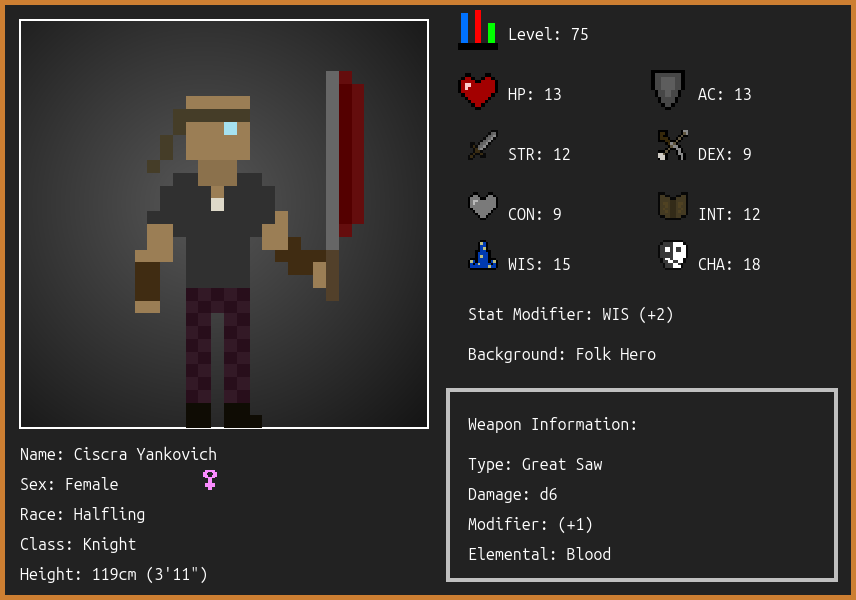 Level: 75
HP: 13
AC: 13
STR: 12
DEX: 9
CON: 9
INT: 12
WIS: 15
CHA: 18
Stat Modifier: WIS (+2)
Background: Folk Hero
Weapon Information:
Type: Great Saw
Damage: d6
Modifier: (+1)
Elemental: Blood
Name: Ciscra Yankovich
Sex: Female
Race: Halfling
Class: Knight
Height: 119cm (3'11")